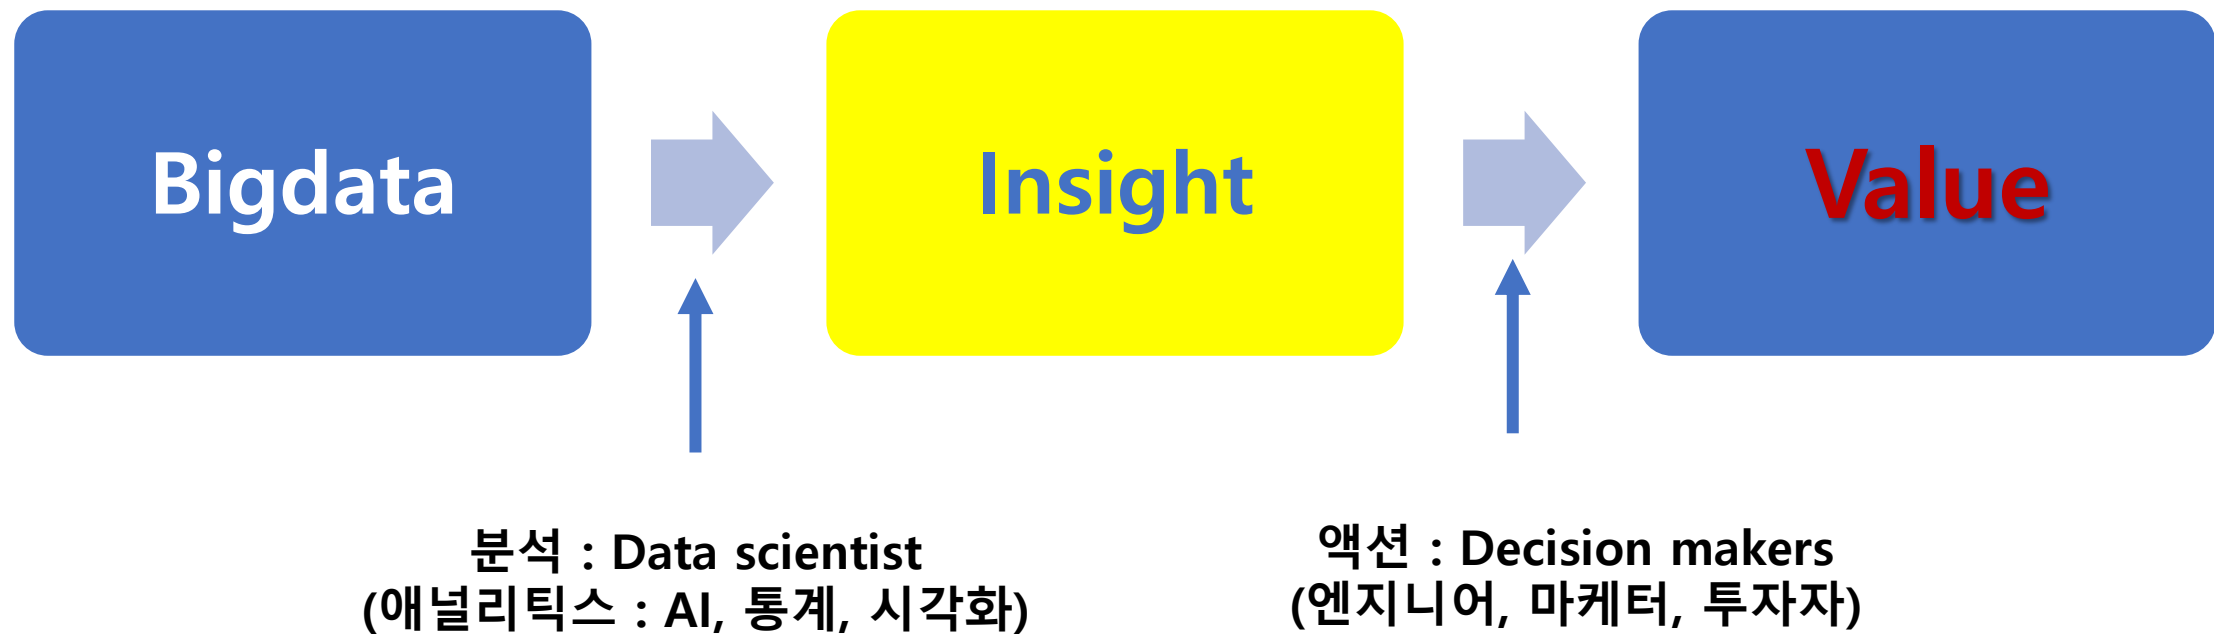 Bigdata
Insight
Value
분석 : Data scientist
(애널리틱스 : AI, 통계, 시각화)
액션 : Decision makers
(엔지니어, 마케터, 투자자)